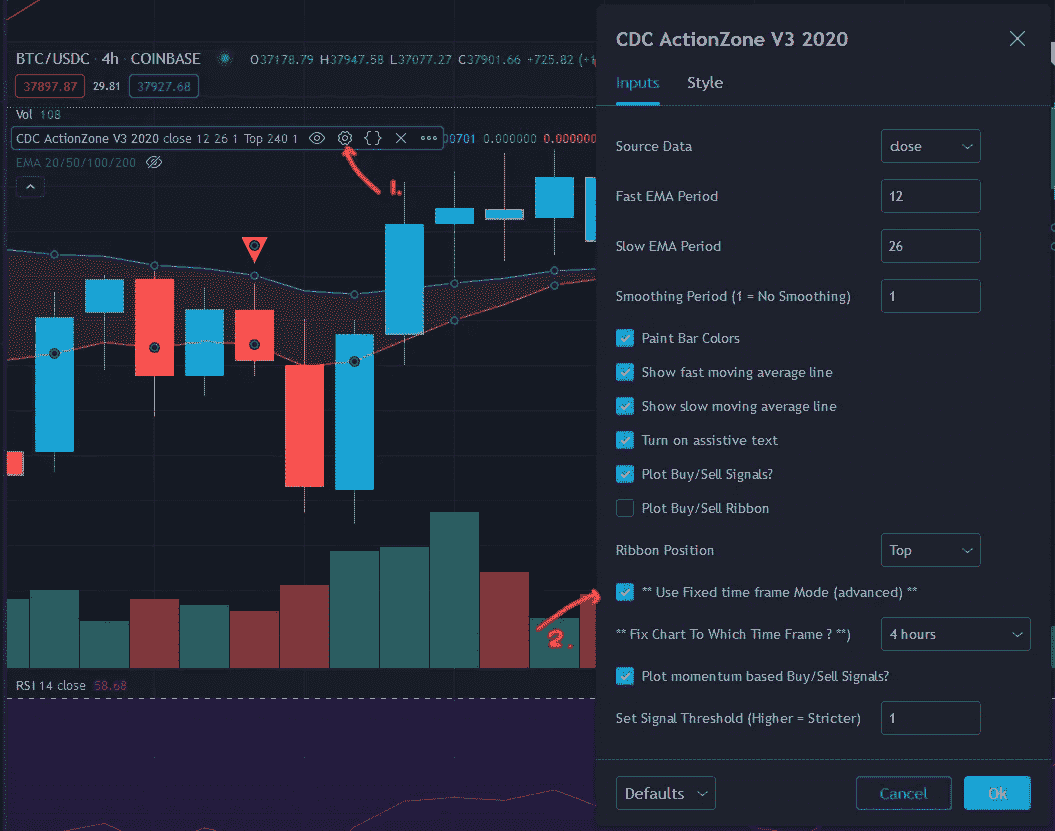 BTC/USDC · 4h · COINBASE O37178.79 H37947.58 L37077.27 C37901.66 +725.82
37897.87 29.81 37927.68
Vol 108
CDC ActionZone V3 2020 close 12 26 1 Top 240 1 00701 0.000000 0.00000
EMA 20/50/100/200
1.
2.
RSI 14 close 58.68
CDC ActionZone V3 2020
Inputs Style
Source Data close
Fast EMA Period 12
Slow EMA Period 26
Smoothing Period (1 = No Smoothing) 1
Paint Bar Colors
Show fast moving average line
Show slow moving average line
Turn on assistive text
Plot Buy/Sell Signals?
Plot Buy/Sell Ribbon
Ribbon Position Top
** Use Fixed time frame Mode (advanced) **
** Fix Chart To Which Time Frame ? **) 4 hours
Plot momentum based Buy/Sell Signals?
Set Signal Threshold (Higher = Stricter) 1
Defaults Cancel Ok